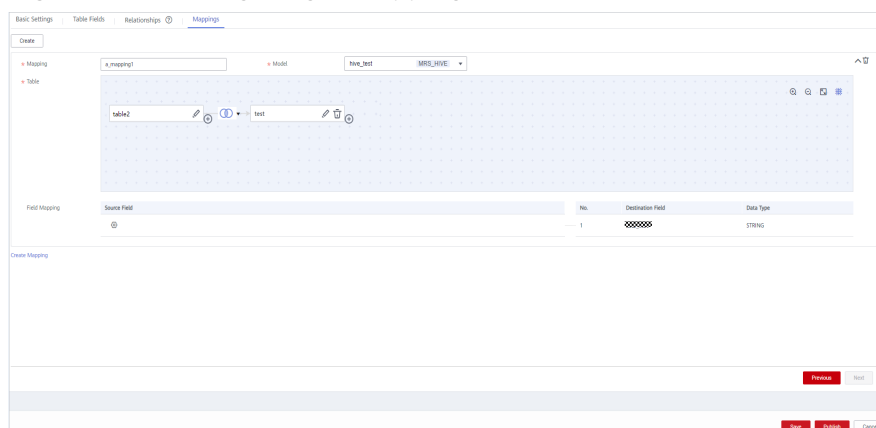 Basic Settings Table Fields Relationships Mappings
Create
* Mapping a_mapping1 * Model hive_test MRS_HIVE
* Table
table2 test
Field Mapping Source Field No. Destination Field Data Type
1 STRING
Create Mapping
Previous Next
Save Publish Cance